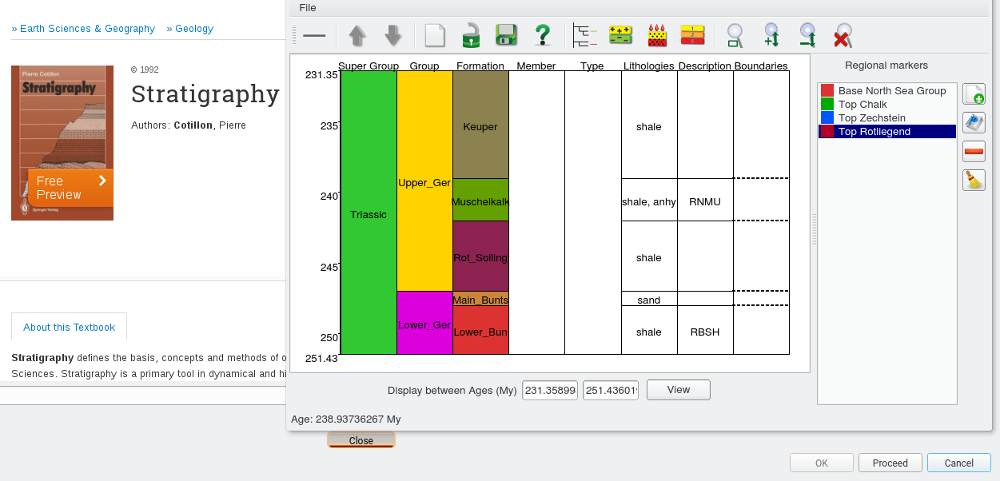 » Earth Sciences & Geography » Geology
Pierre Cotillon
Stratigraphy
Free
Preview
Springer-Verlag
© 1992
Stratigraphy
Authors: Cotillon, Pierre
About this Textbook
Stratigraphy defines the basis, concepts and methods of o
Sciences. Stratigraphy is a primary tool in dynamical and hi
File
Super Group Group Formation Member Type Lithologies Description Boundaries
231.35
235
240
245
250
251.43
Triassic
Upper_Ger
Lower_Ger
Keuper
Muschelkalk
Rot_Solling
Main_Bunts
Lower_Bun
shale
shale, anhy
shale
sand
shale
RNMU
RBSH
Display between Ages (My) 231.35899 251.43601 View
Age: 238.93736267 My
Regional markers
Base North Sea Group
Top Chalk
Top Zechstein
Top Rotliegend
Close
OK Proceed Cancel